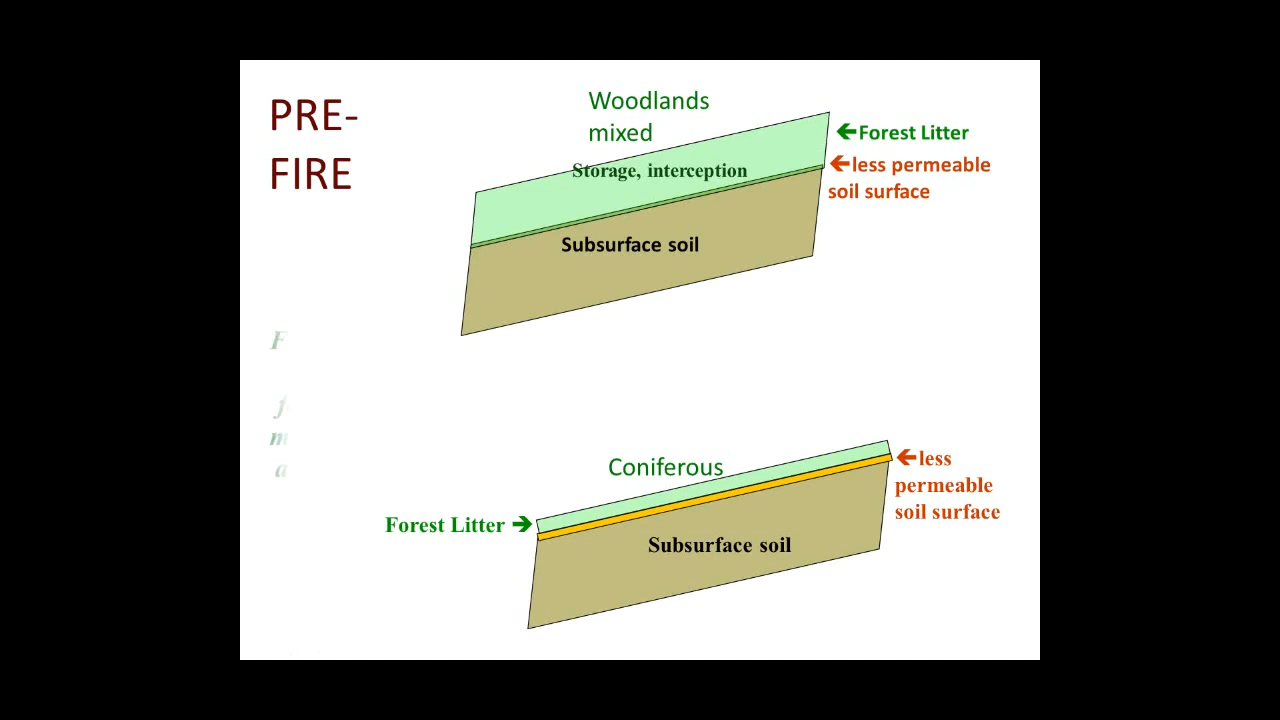 PRE-
FIRE
Woodlands
mixed
🡨Forest Litter
Storage, interception
🡨less permeable
soil surface
Subsurface soil
Coniferous
🡨less
permeable
soil surface
Forest Litter 🡪
Subsurface soil